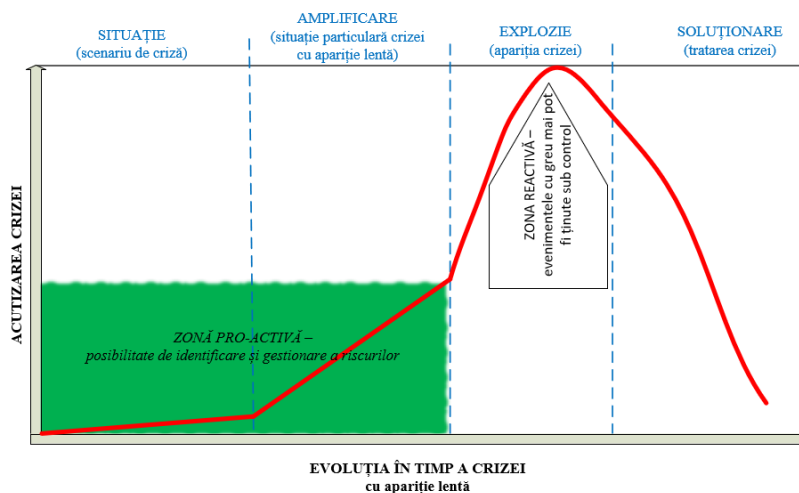 SITUAȚIE
(scenariu de criză)
AMPLIFICARE
(situație particulară crizei
cu apariție lentă)
EXPLOZIE
(apariția crizei)
SOLUȚIONARE
(tratarea crizei)
ACUTIZAREA CRIZEI
ZONA REACTIVĂ –
evenimentele cu greu mai pot
fi ținute sub control
ZONĂ PRO-ACTIVĂ –
posibilitate de identificare și gestionare a riscurilor
EVOLUȚIA ÎN TIMP A CRIZEI
cu apariție lentă